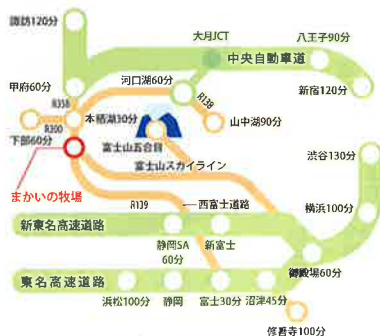 諏訪120分
大月JCT
八王子90分
中央自動車道
甲府60分
河口湖60分
新宿120分
R358
R138
本栖湖30分
山中湖90分
R300
下部60分
富士山五合目
渋谷130分
富士山スカイライン
まかいの牧場
横浜100分
R139
西富士道路
新東名高速道路
静岡SA
60分
新富士
御殿場60分
東名高速道路
浜松100分
静岡
富士30分
沼津45分
修善寺100分